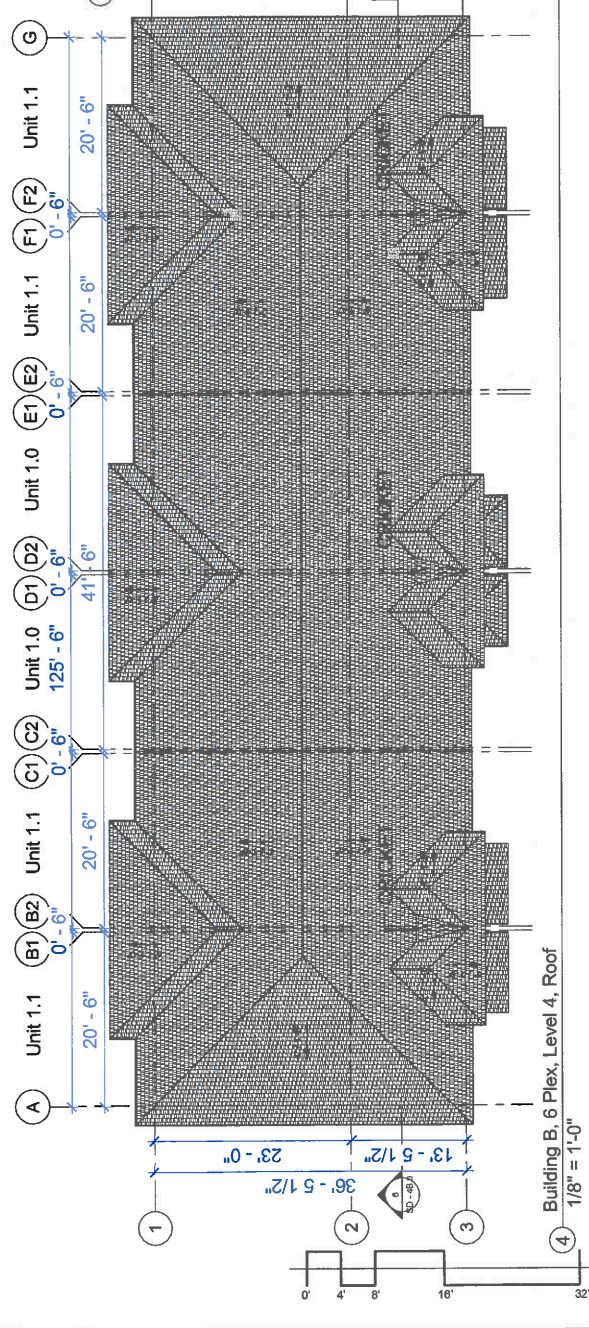 A
B1
B2
C1
C2
D1
D2
E1
E2
F1
F2
G
Unit 1.1
Unit 1.1
Unit 1.0
Unit 1.0
Unit 1.1
Unit 1.1
0' - 6"
0' - 6"
125' - 6"
0' - 6"
0' - 6"
0' - 6"
20' - 6"
20' - 6"
41' - 6"
20' - 6"
20' - 6"
CRICKET
CRICKET
CRICKET
36' - 5 1/2"
23' - 0"
13' - 5 1/2"
1
2
3
6
4
Building B, 6 Plex, Level 4, Roof
1/8" = 1'-0"
0'
4'
8'
16'
32'